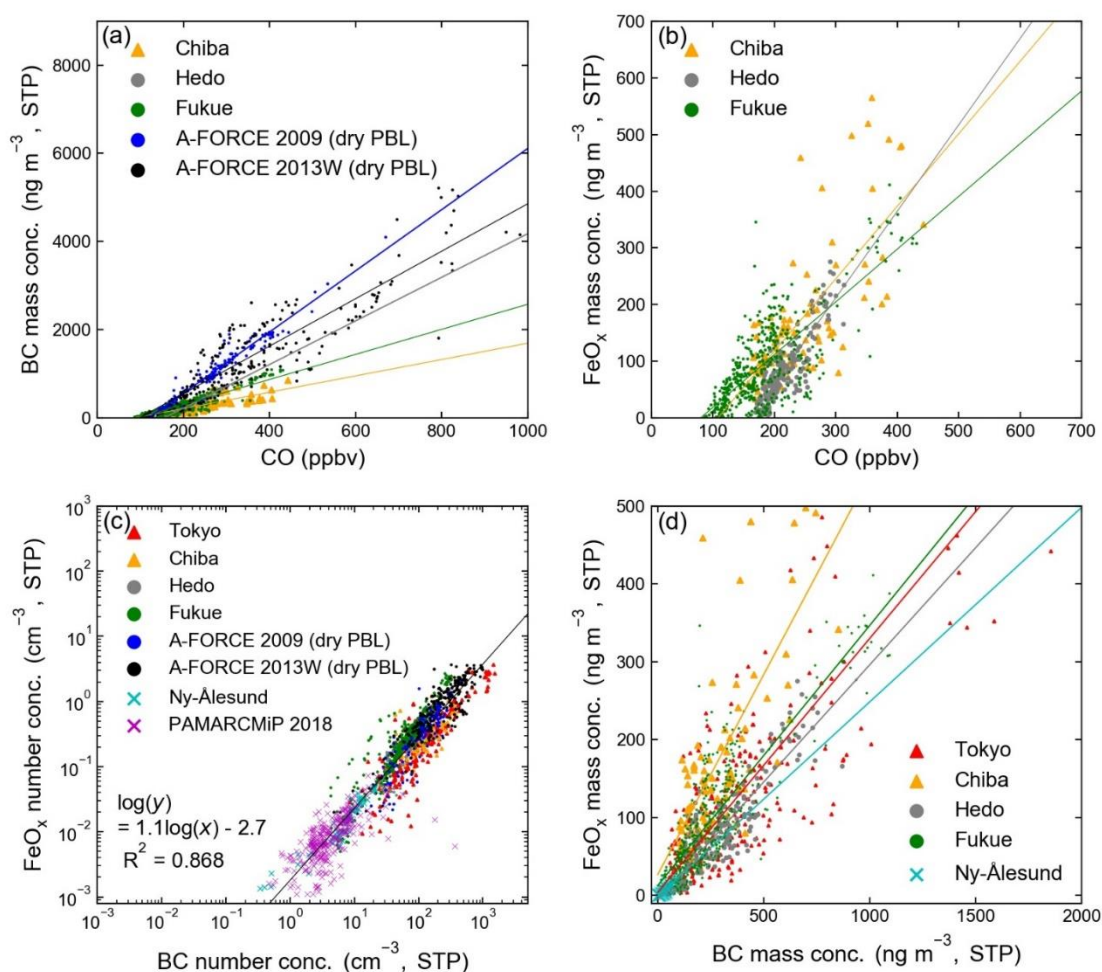 (a)
Chiba
Hedo
Fukue
A-FORCE 2009 (dry PBL)
A-FORCE 2013W (dry PBL)
BC mass conc. (ng m⁻³, STP)
8000
6000
4000
2000
0
0 200 400 600 800 1000
CO (ppbv)
(b)
Chiba
Hedo
Fukue
FeOₓ mass conc. (ng m⁻³, STP)
700
600
500
400
300
200
100
0
0 100 200 300 400 500 600 700
CO (ppbv)
(c)
Tokyo
Chiba
Hedo
Fukue
A-FORCE 2009 (dry PBL)
A-FORCE 2013W (dry PBL)
Ny-Ålesund
PAMARCMiP 2018
log(y)
= 1.1log(x) - 2.7
R² = 0.868
FeOₓ number conc. (cm⁻³, STP)
10³
10²
10¹
10⁰
10⁻¹
10⁻²
10⁻³
10⁻³ 10⁻² 10⁻¹ 10⁰ 10¹ 10² 10³
BC number conc. (cm⁻³, STP)
(d)
Tokyo
Chiba
Hedo
Fukue
Ny-Ålesund
FeOₓ mass conc. (ng m⁻³, STP)
500
400
300
200
100
0
0 500 1000 1500 2000
BC mass conc. (ng m⁻³, STP)